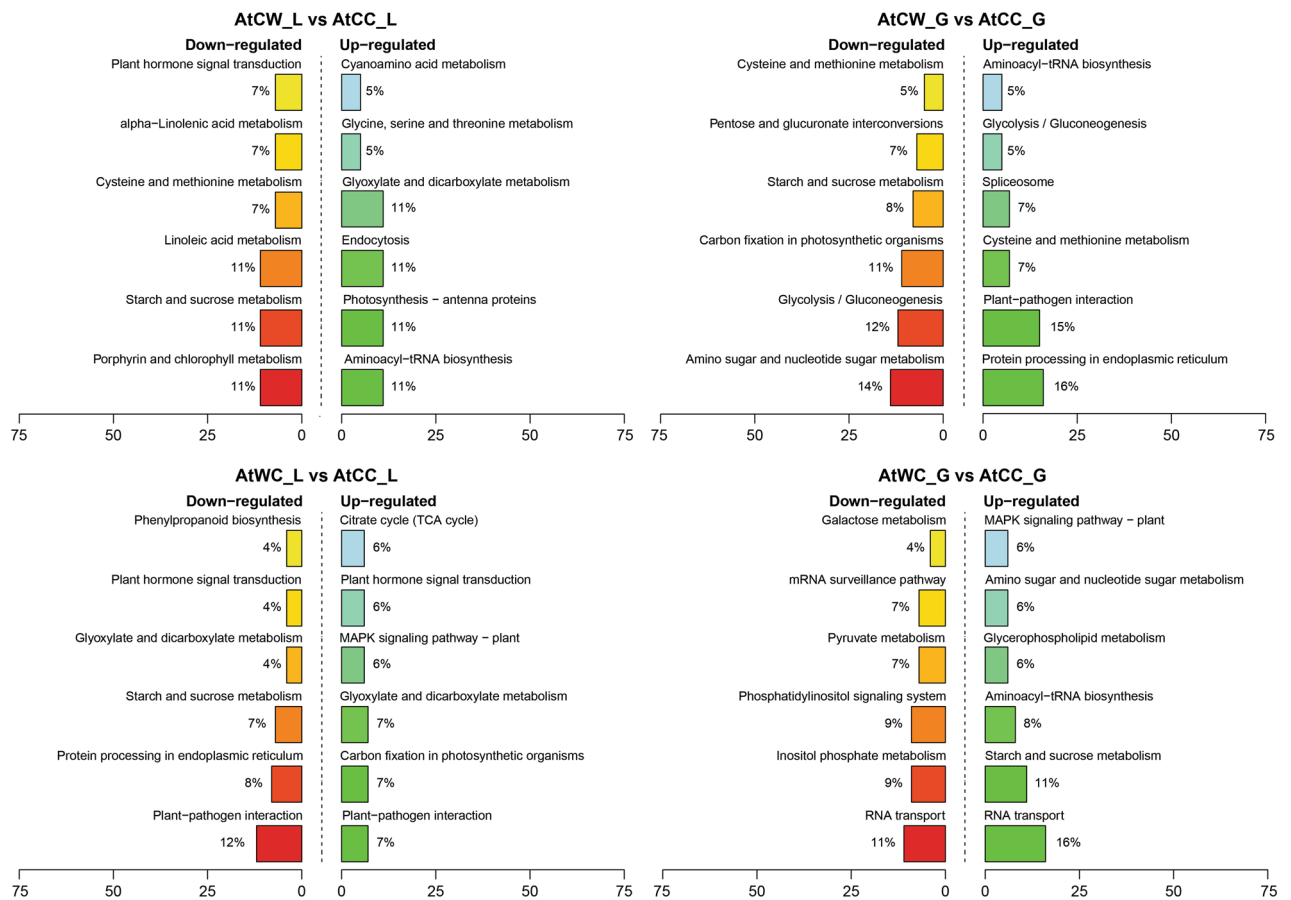 AtCW_L vs AtCC_L
Down−regulated
Up−regulated
Plant hormone signal transduction
7%
Cyanoamino acid metabolism
5%
alpha−Linolenic acid metabolism
7%
Glycine, serine and threonine metabolism
5%
Cysteine and methionine metabolism
7%
Glyoxylate and dicarboxylate metabolism
11%
Linoleic acid metabolism
11%
Endocytosis
11%
Starch and sucrose metabolism
11%
Photosynthesis − antenna proteins
11%
Porphyrin and chlorophyll metabolism
11%
Aminoacyl−tRNA biosynthesis
11%
75 50 25 0 0 25 50 75
AtCW_G vs AtCC_G
Down−regulated
Up−regulated
Cysteine and methionine metabolism
5%
Aminoacyl−tRNA biosynthesis
5%
Pentose and glucuronate interconversions
7%
Glycolysis / Gluconeogenesis
5%
Starch and sucrose metabolism
8%
Spliceosome
7%
Carbon fixation in photosynthetic organisms
11%
Cysteine and methionine metabolism
7%
Glycolysis / Gluconeogenesis
12%
Plant−pathogen interaction
15%
Amino sugar and nucleotide sugar metabolism
14%
Protein processing in endoplasmic reticulum
16%
75 50 25 0 0 25 50 75
AtWC_L vs AtCC_L
Down−regulated
Up−regulated
Phenylpropanoid biosynthesis
4%
Citrate cycle (TCA cycle)
6%
Plant hormone signal transduction
4%
Plant hormone signal transduction
6%
Glyoxylate and dicarboxylate metabolism
4%
MAPK signaling pathway − plant
6%
Starch and sucrose metabolism
7%
Glyoxylate and dicarboxylate metabolism
7%
Protein processing in endoplasmic reticulum
8%
Carbon fixation in photosynthetic organisms
7%
Plant−pathogen interaction
12%
Plant−pathogen interaction
7%
75 50 25 0 0 25 50 75
AtWC_G vs AtCC_G
Down−regulated
Up−regulated
Galactose metabolism
4%
MAPK signaling pathway − plant
6%
mRNA surveillance pathway
7%
Amino sugar and nucleotide sugar metabolism
6%
Pyruvate metabolism
7%
Glycerophospholipid metabolism
6%
Phosphatidylinositol signaling system
9%
Aminoacyl−tRNA biosynthesis
8%
Inositol phosphate metabolism
9%
Starch and sucrose metabolism
11%
RNA transport
11%
RNA transport
16%
75 50 25 0 0 25 50 75